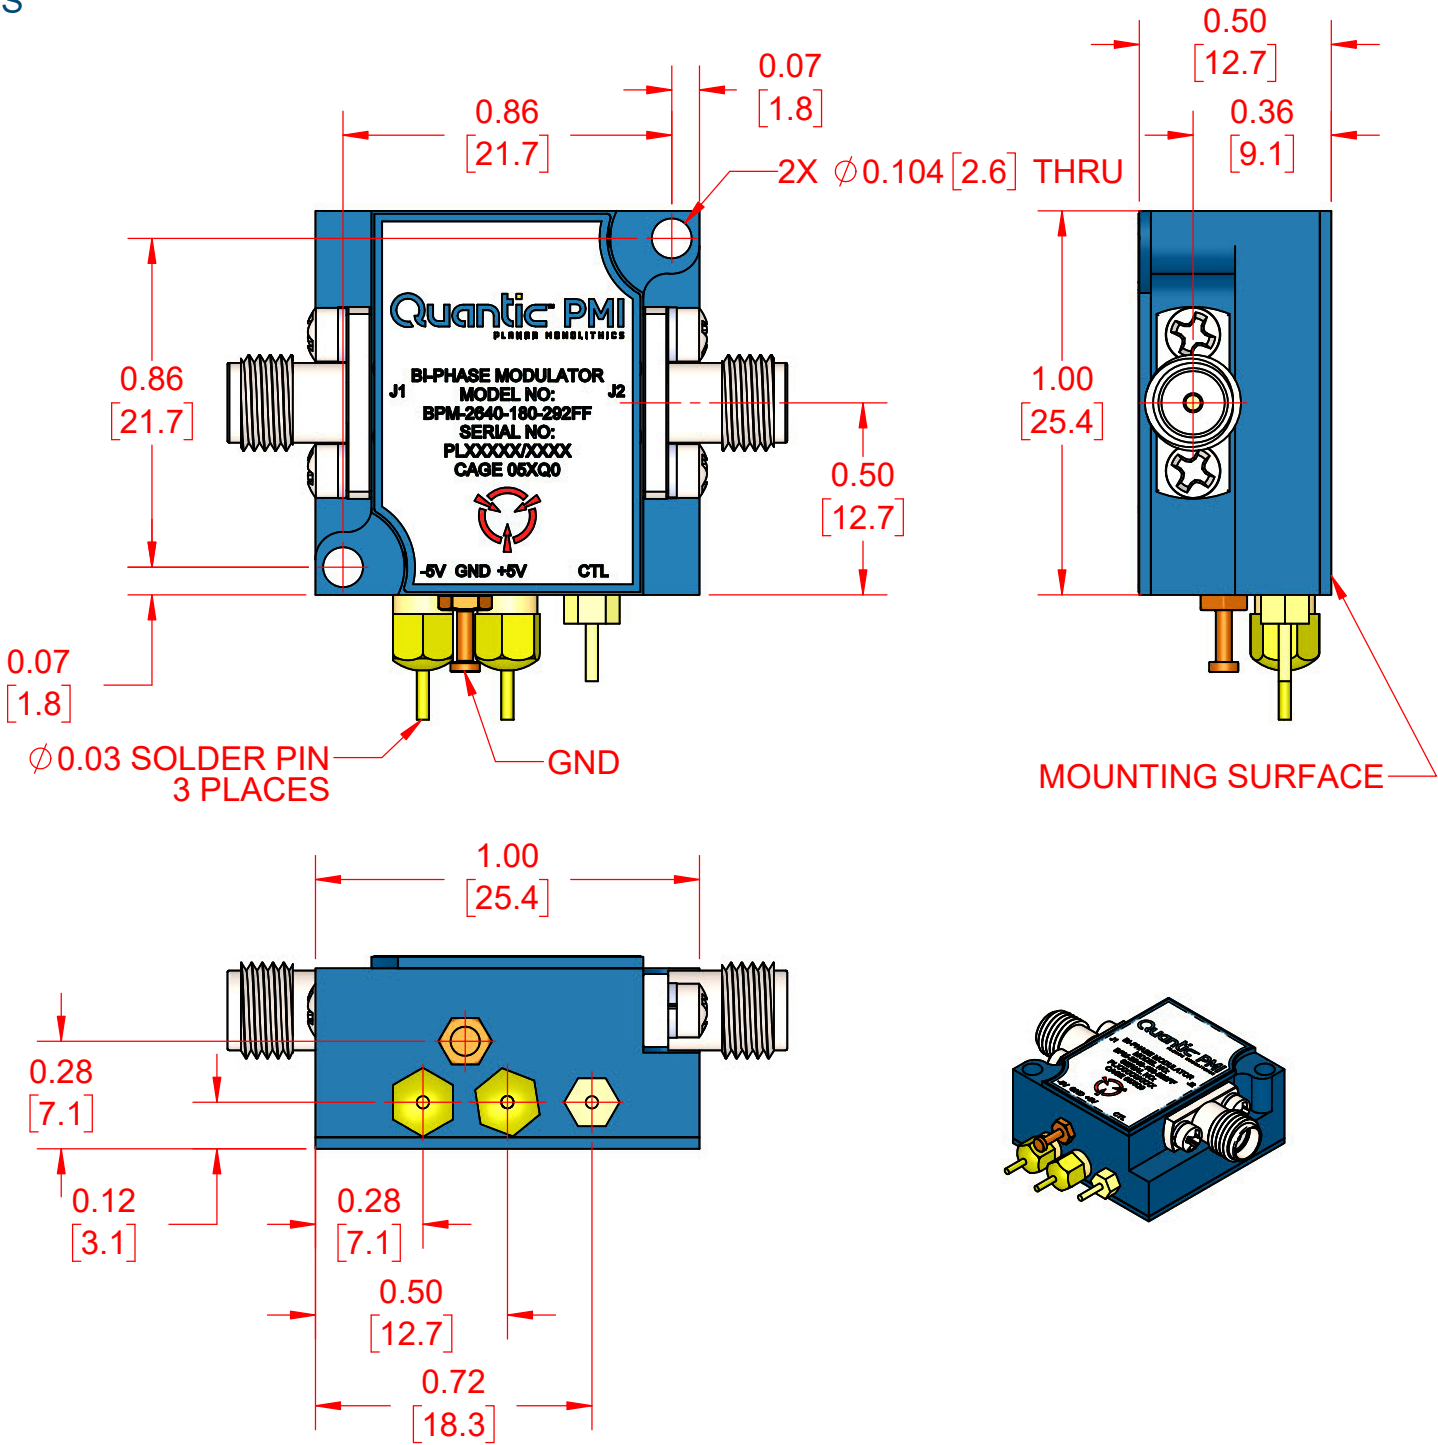 S
0.07
[1.8]
0.86
[21.7]
2X ⌀0.104 [2.6] THRU
0.50
[12.7]
0.36
[9.1]
Quantic™ PMI
PLANAR MONOLITHICS
BI-PHASE MODULATOR
J1
MODEL NO:
J2
BPM-2640-180-292FF
SERIAL NO:
PLXXXXX/XXXX
CAGE 05XQ0
-5V GND +5V CTL
0.86
[21.7]
0.50
[12.7]
1.00
[25.4]
0.07
[1.8]
⌀0.03 SOLDER PIN
3 PLACES
GND
MOUNTING SURFACE
1.00
[25.4]
0.28
[7.1]
0.12
[3.1]
0.28
[7.1]
0.50
[12.7]
0.72
[18.3]
Quantic PMI